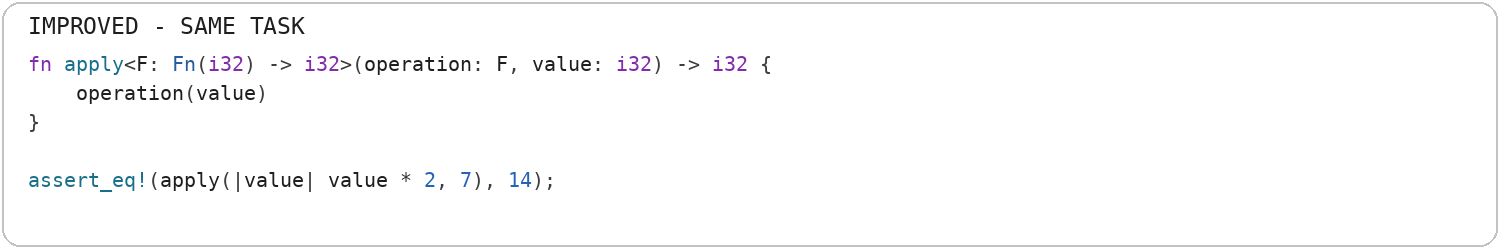 IMPROVED - SAME TASK
fn apply<F: Fn(i32) -> i32>(operation: F, value: i32) -> i32 {
    operation(value)
}
assert_eq!(apply(|value| value * 2, 7), 14);